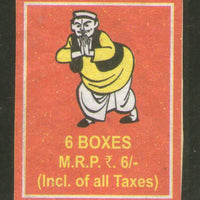 6 BOXES
M.R.P. ₹. 6/-
(Incl. of all Taxes)